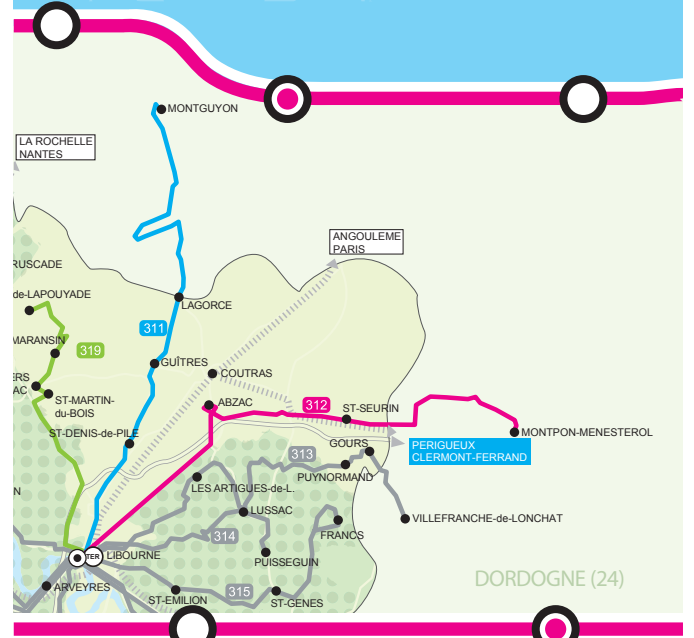 MONTGUYON
LA ROCHELLE
NANTES
ANGOULEME
PARIS
RUSCADE
de-LAPOUYADE
LAGORCE
311
MARANSIN
319
GUÎTRES
COUTRAS
ERS
AC
ST-MARTIN-
du-BOIS
ABZAC
312
ST-SEURIN
ST-DENIS-de-PILE
MONTPON-MENESTEROL
GOURS
PERIGUEUX
CLERMONT-FERRAND
313
PUYNORMAND
LES ARTIGUES-de-L.
N
LUSSAC
VILLEFRANCHE-de-LONCHAT
314
FRANCS
TER
LIBOURNE
PUISSEGUIN
ARVEYRES
315
DORDOGNE (24)
ST-EMILION
ST-GENES